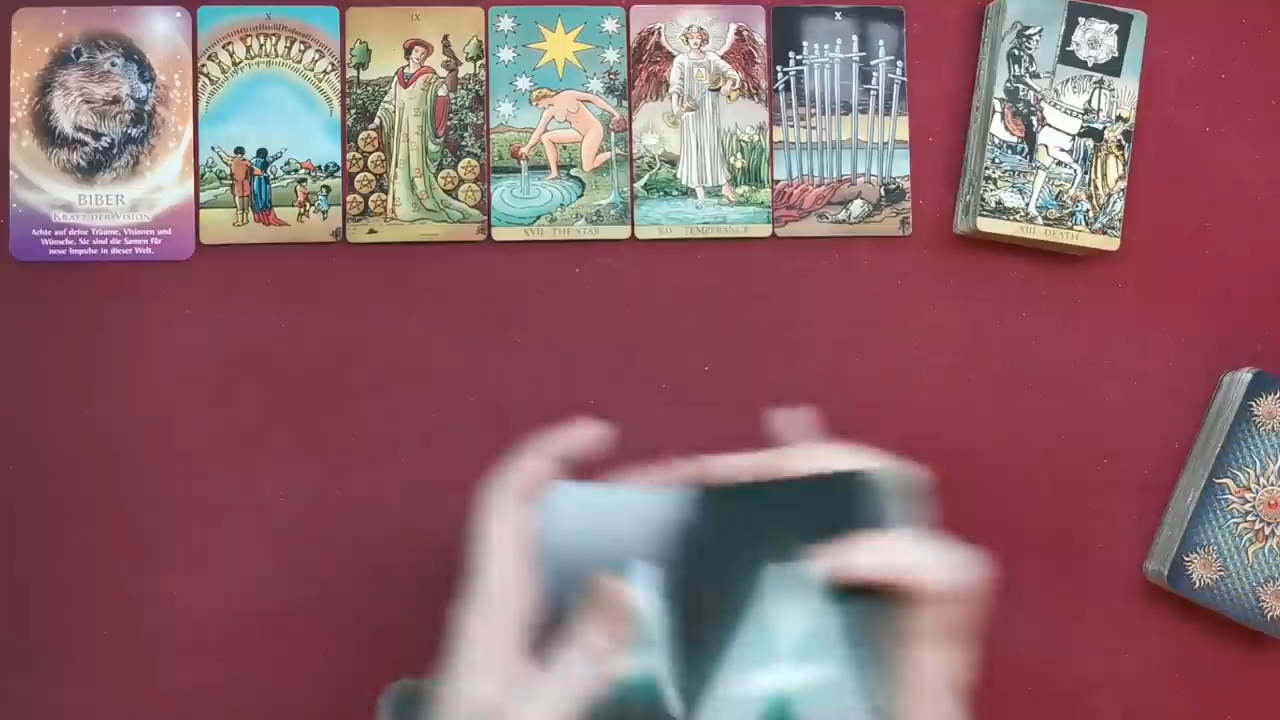 BIBER
KRAFT DER VISION
Achte auf deine Träume, Visionen und
Wünsche. Sie sind die Samen für
neue Impulse in dieser Welt.
X
IX
XVII THE STAR
TEMPERANCE
X
XIII DEATH